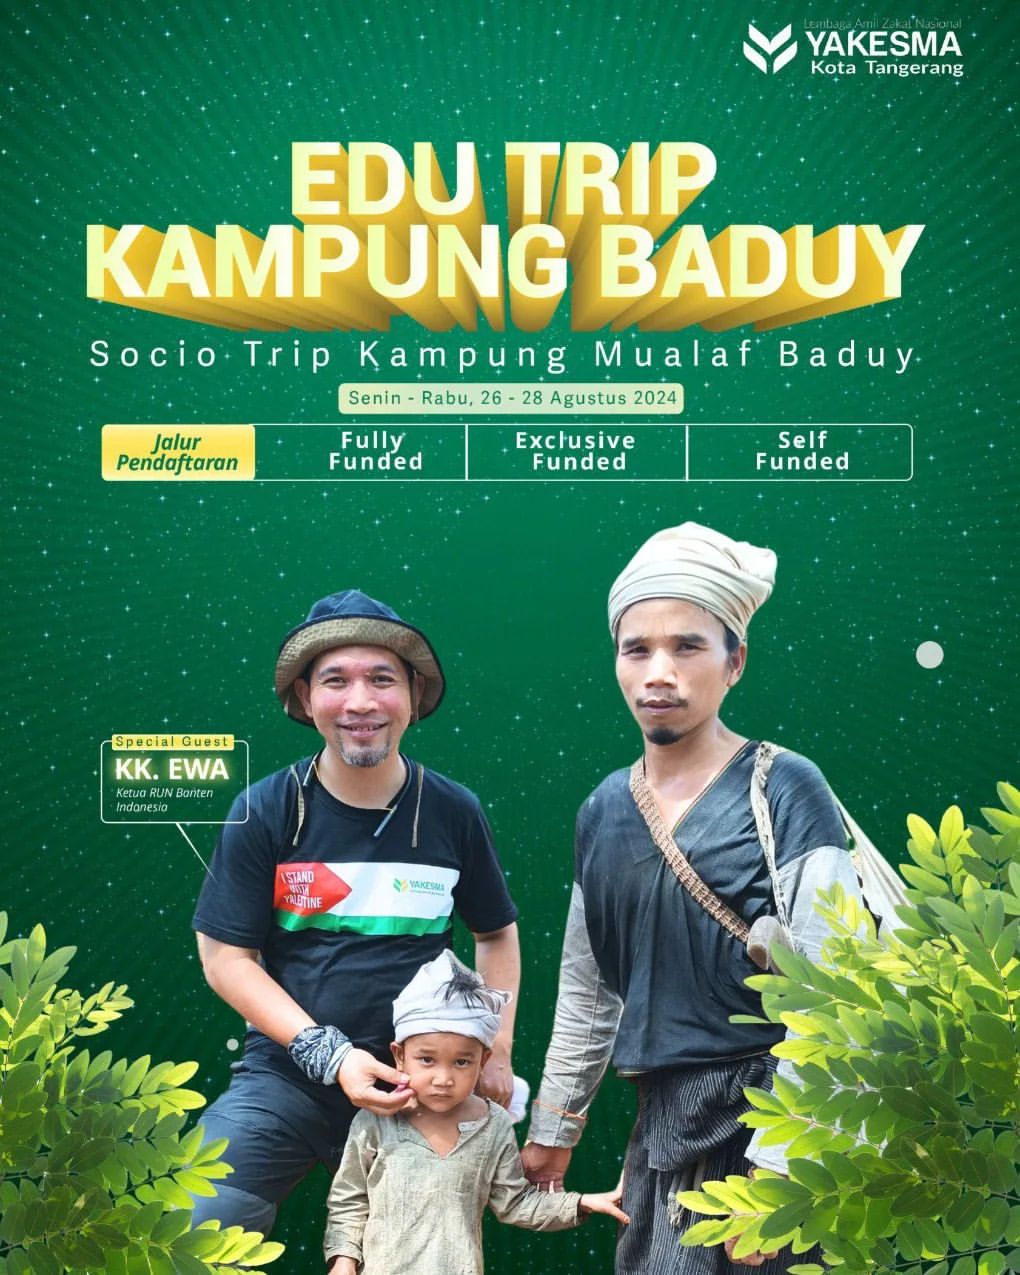 Lembaga Amil Zakat Nasional
YAKESMA
Kota Tangerang
EDU TRIP
KAMPUNG BADUY
Socio Trip Kampung Mualaf Baduy
Senin - Rabu, 26 - 28 Agustus 2024
Jalur
Pendaftaran
Fully
Funded
Exclusive
Funded
Self
Funded
Special Guest
KK. EWA
Ketua RUN Banten
Indonesia
I STAND
WITH
PALESTINE
YAKESMA